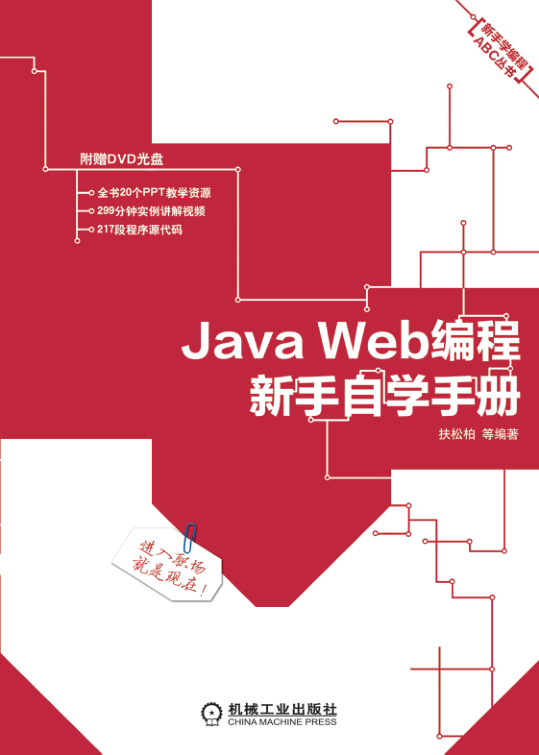 新手学编程
ABC丛书
附赠DVD光盘
全书20个PPT教学资源
299分钟实例讲解视频
217段程序源代码
Java Web编程
新手自学手册
扶松柏 等编著
进入职场
就是现在！
机械工业出版社
CHINA MACHINE PRESS